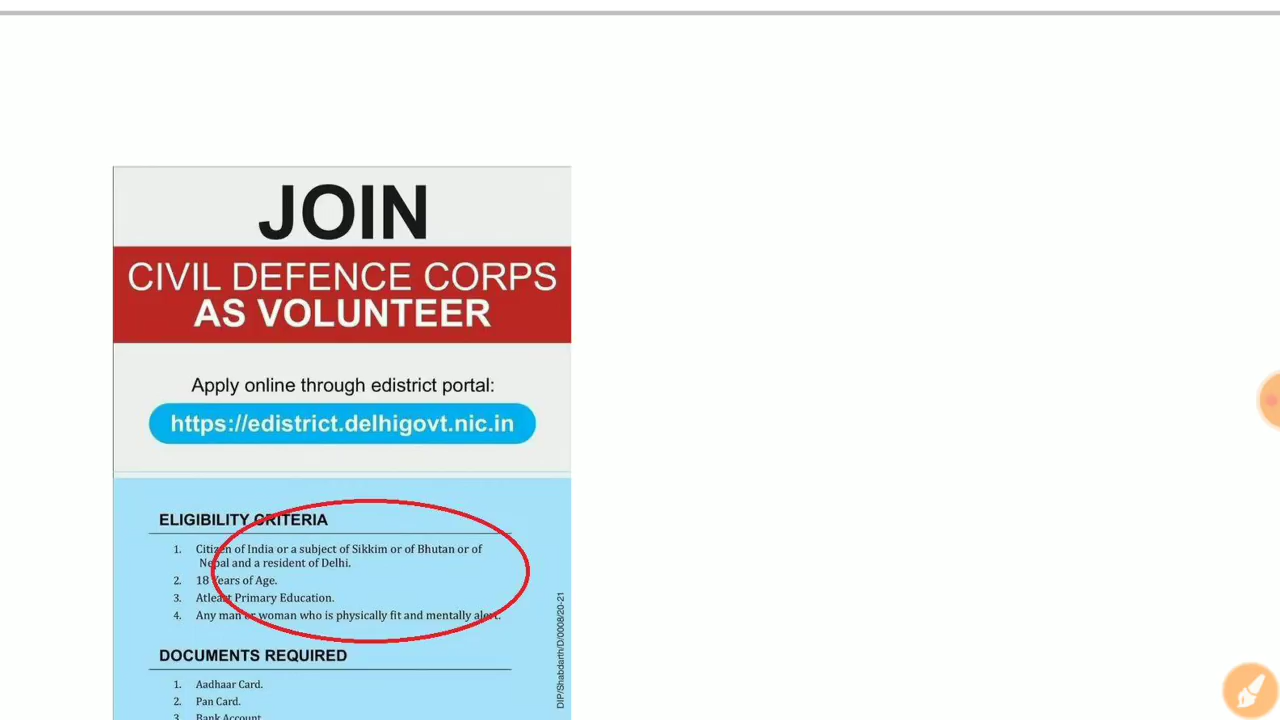 JOIN
CIVIL DEFENCE CORPS
AS VOLUNTEER
Apply online through edistrict portal:
https://edistrict.delhigovt.nic.in
ELIGIBILITY CRITERIA
1. Citizen of India or a subject of Sikkim or of Bhutan or of
Nepal and a resident of Delhi.
2. 18 Years of Age.
3. Atleast Primary Education.
4. Any man or woman who is physically fit and mentally alert.
DOCUMENTS REQUIRED
1. Aadhaar Card.
2. Pan Card.
3. Bank Account
DIP/Shabdarth/D/0008/20-21